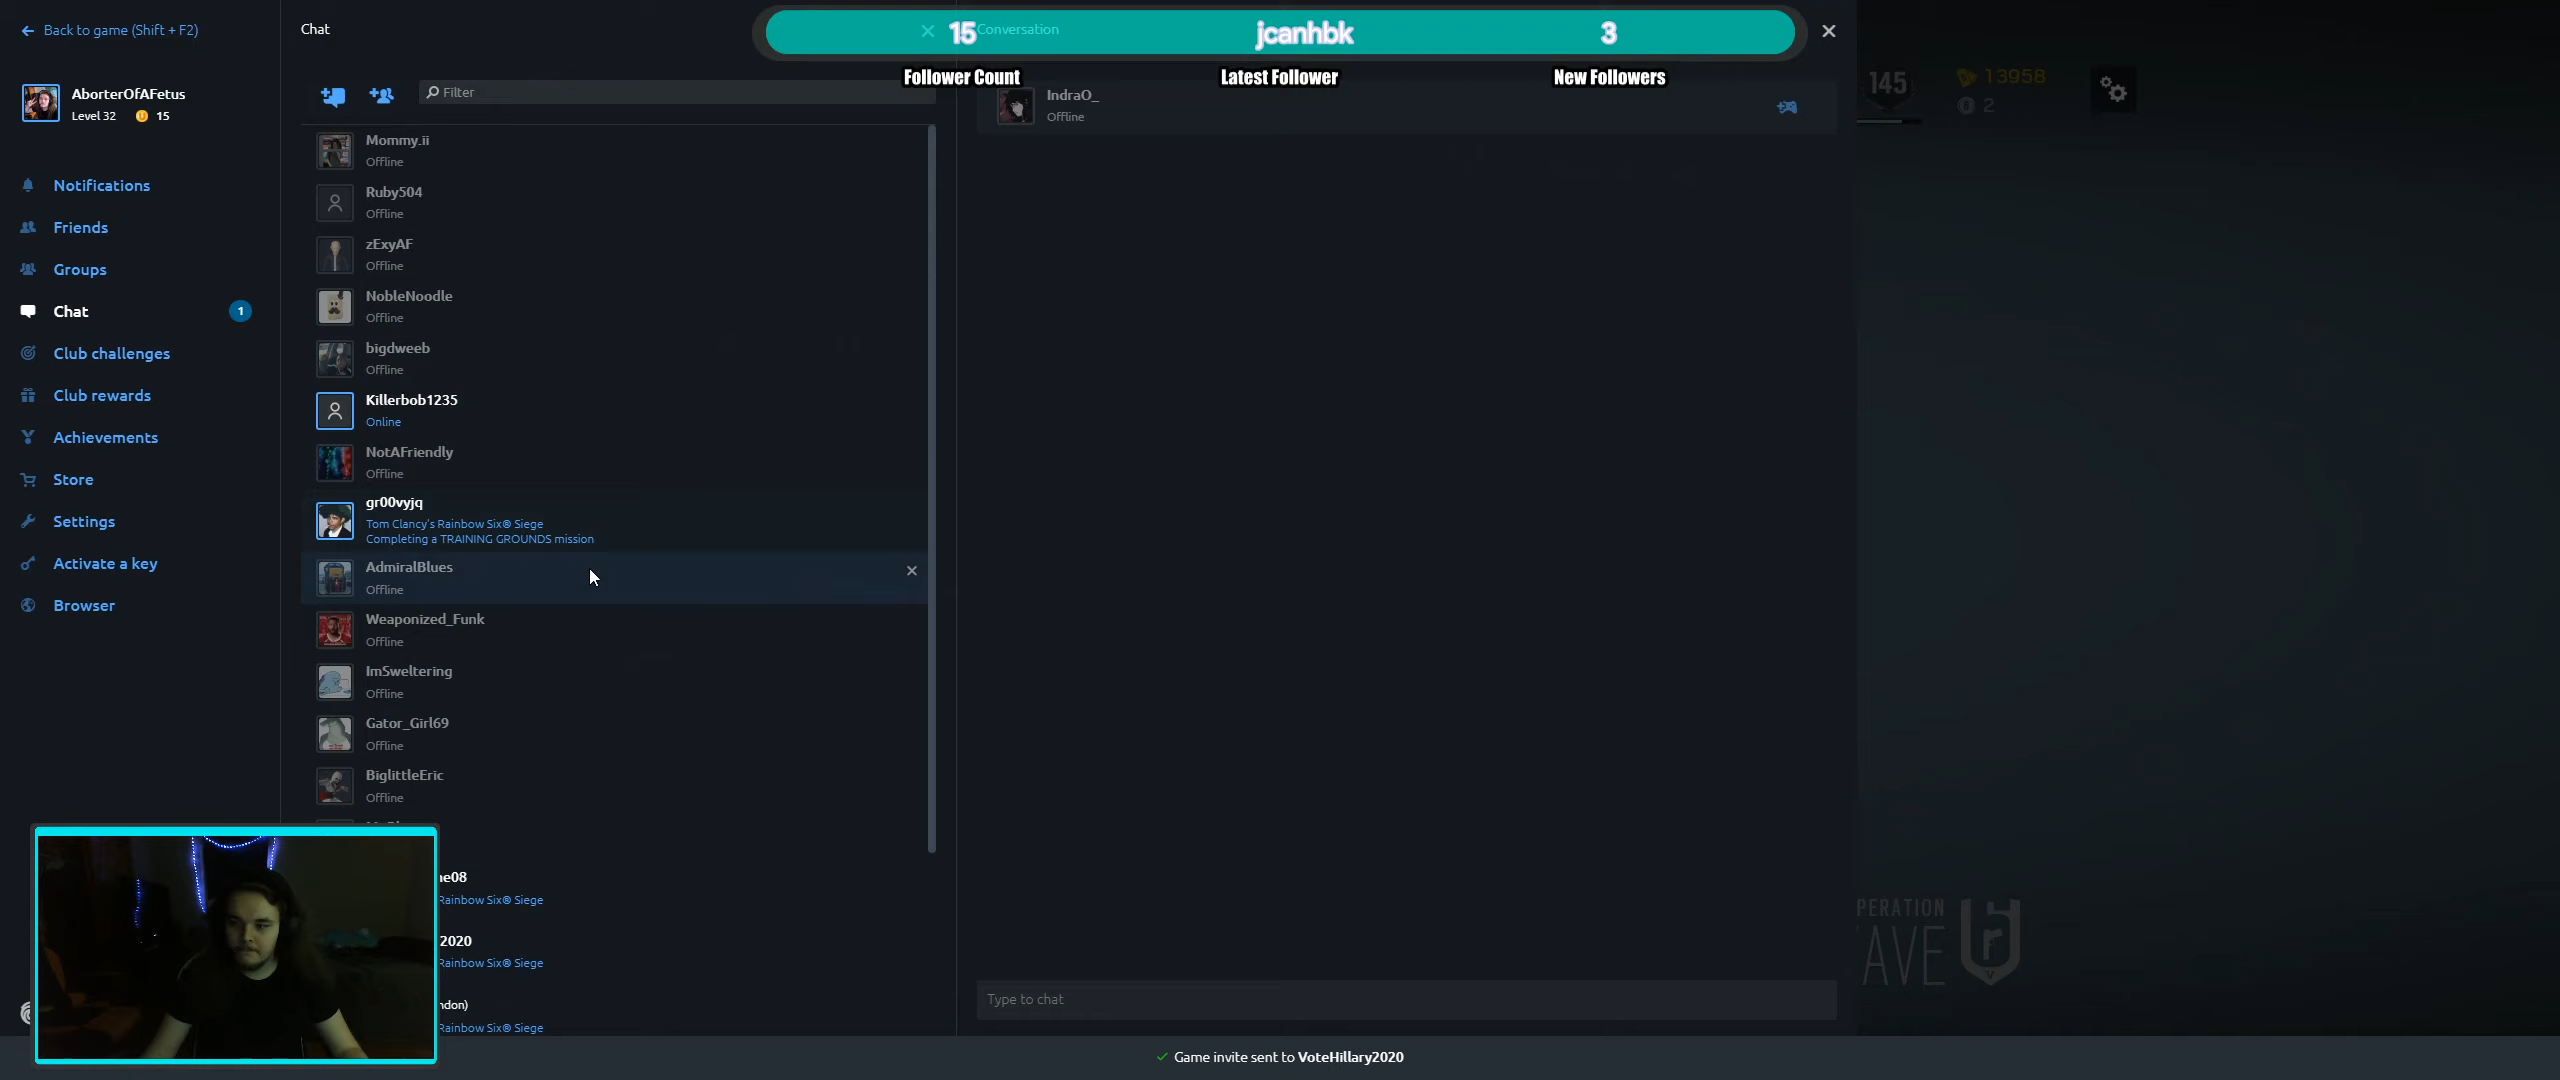 Back to game (Shift + F2)
AborterOfAFetus
Level 32 15
Notifications
Friends
Groups
Chat 1
Club challenges
Club rewards
Achievements
Store
Settings
Activate a key
Browser
Chat
Filter
Mommy.ii
Offline
Ruby504
Offline
zExyAF
Offline
NobleNoodle
Offline
bigdweeb
Offline
Killerbob1235
Online
NotAFriendly
Offline
gr00vyjq
Tom Clancy's Rainbow Six® Siege
Completing a TRAINING GROUNDS mission
AdmiralBlues
Offline
Weaponized_Funk
Offline
ImSweltering
Offline
Gator_Girl69
Offline
BiglittleEric
Offline
ne08
Rainbow Six® Siege
2020
Rainbow Six® Siege
ndon)
Rainbow Six® Siege
15 Conversation jcanhbk 3
Follower Count Latest Follower New Followers
IndraO_
Offline
Type to chat
145 13958
2
PERATION
AVE
Game invite sent to VoteHillary2020